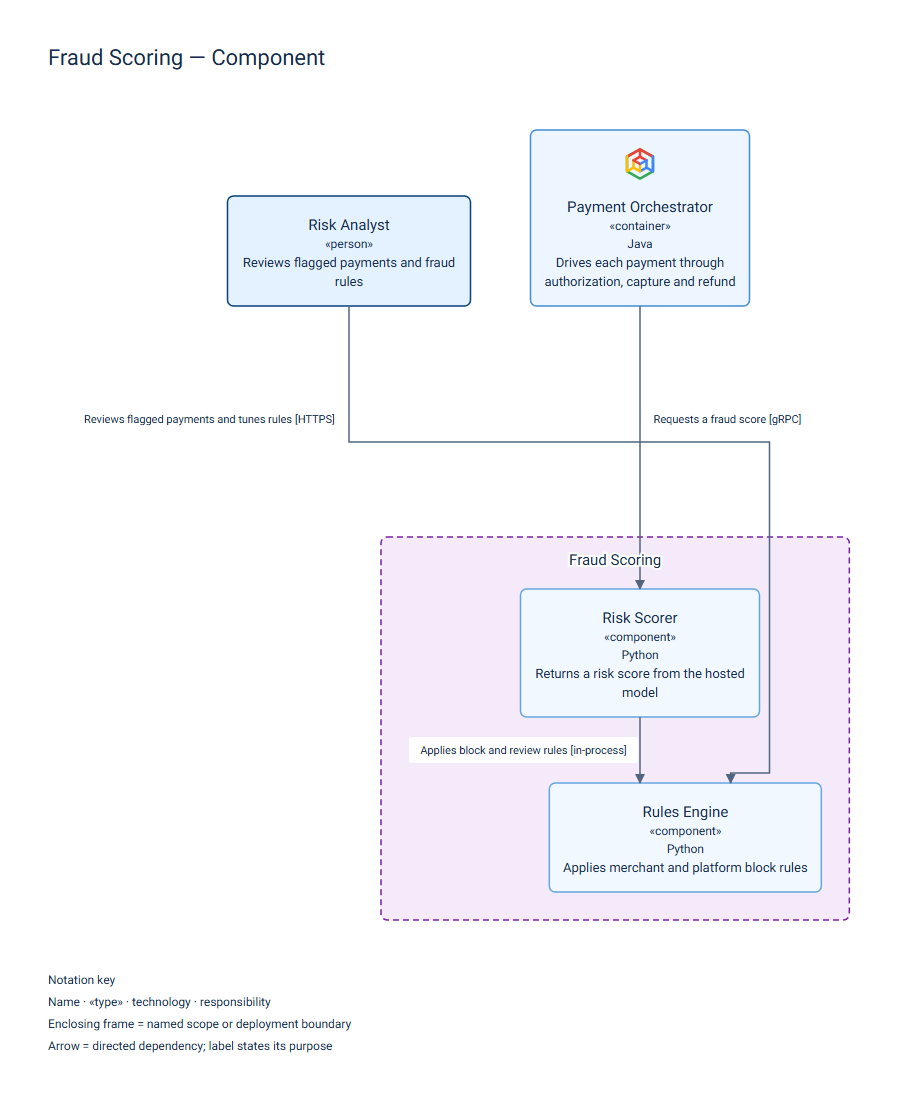 Fraud Scoring — Component
Payment Orchestrator
«container»
Java
Drives each payment through
authorization, capture and refund
Risk Analyst
«person»
Reviews flagged payments and fraud
rules
Reviews flagged payments and tunes rules [HTTPS]
Requests a fraud score [gRPC]
Fraud Scoring
Risk Scorer
«component»
Python
Returns a risk score from the hosted
model
Applies block and review rules [in-process]
Rules Engine
«component»
Python
Applies merchant and platform block rules
Notation key
Name · «type» · technology · responsibility
Enclosing frame = named scope or deployment boundary
Arrow = directed dependency; label states its purpose